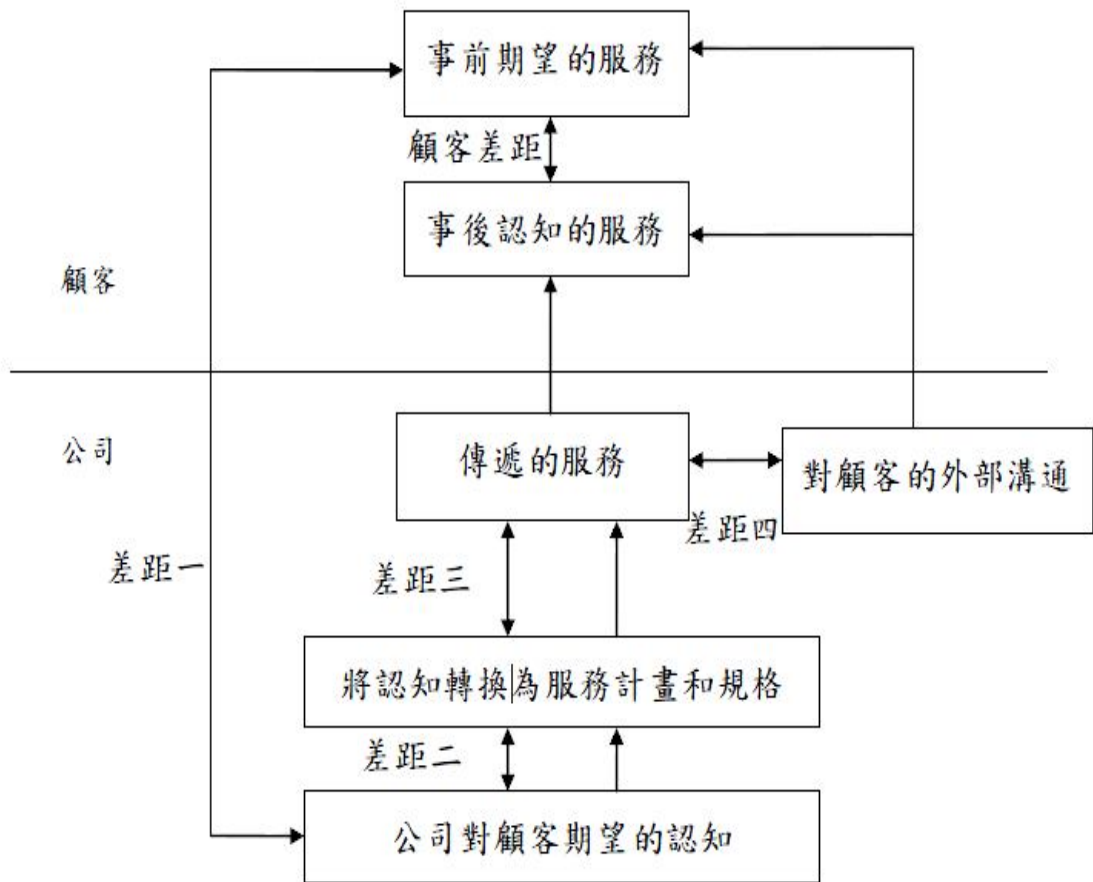 事前期望的服務
顧客差距
事後認知的服務
顧客
公司
傳遞的服務
對顧客的外部溝通
差距四
差距一
差距三
將認知轉換為服務計畫和規格
差距二
公司對顧客期望的認知